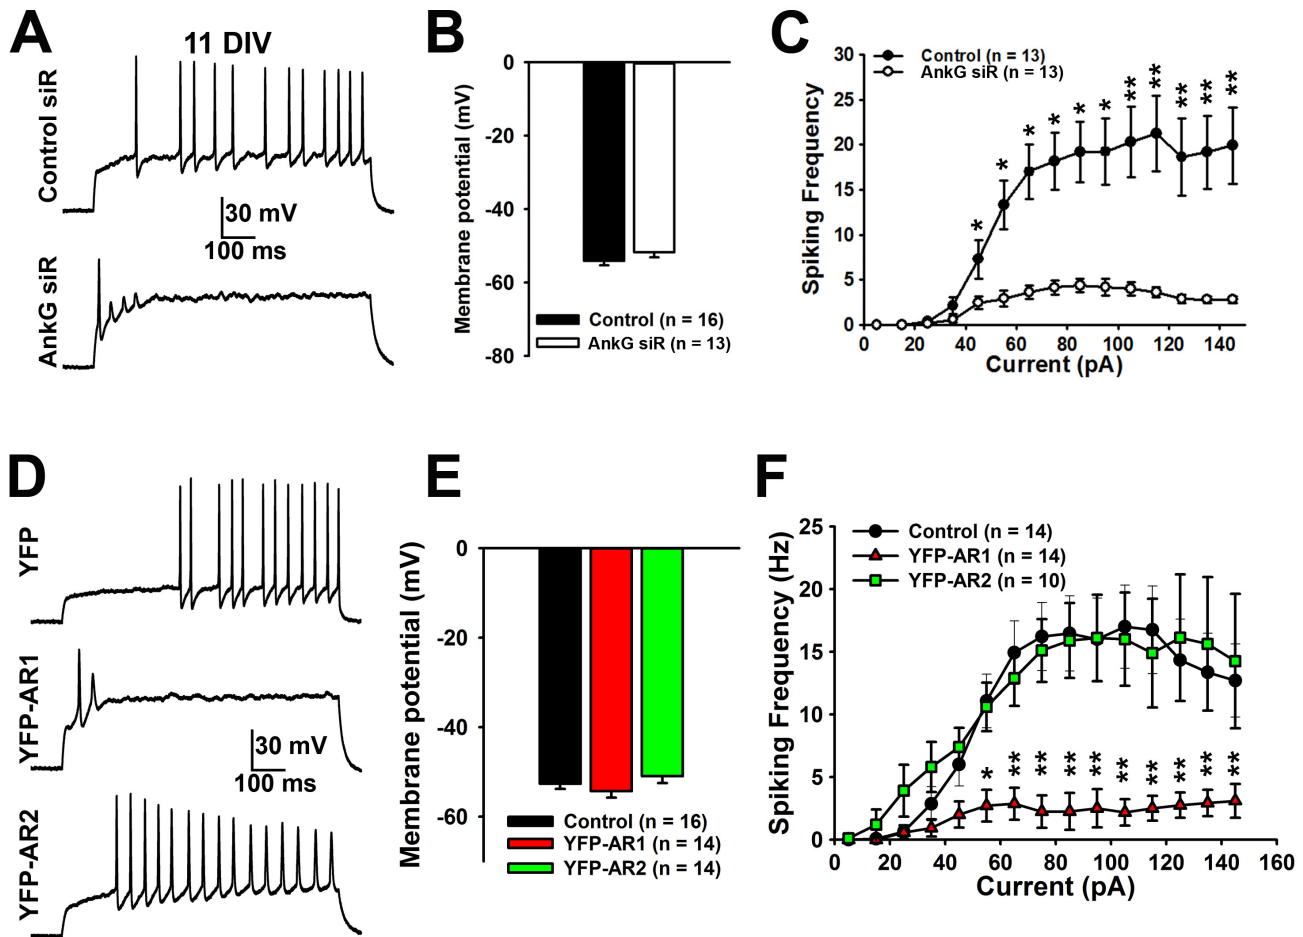 A
11 DIV
Control siR
30 mV
100 ms
AnkG siR
B
Membrane potential (mV)
0
-20
-40
-60
-80
Control (n = 16)
AnkG siR (n = 13)
C
Spiking Frequency
30
25
20
15
10
5
0
Control (n = 13)
AnkG siR (n = 13)
* * * * * * ** ** ** ** **
0 20 40 60 80 100 120 140
Current (pA)
D
YFP
YFP-AR1
30 mV
100 ms
YFP-AR2
E
Membrane potential (mV)
0
-20
-40
-60
Control (n = 16)
YFP-AR1 (n = 14)
YFP-AR2 (n = 14)
F
Spiking Frequency (Hz)
25
20
15
10
5
0
Control (n = 14)
YFP-AR1 (n = 14)
YFP-AR2 (n = 10)
* ** ** ** ** ** ** ** ** **
0 20 40 60 80 100 120 140 160
Current (pA)